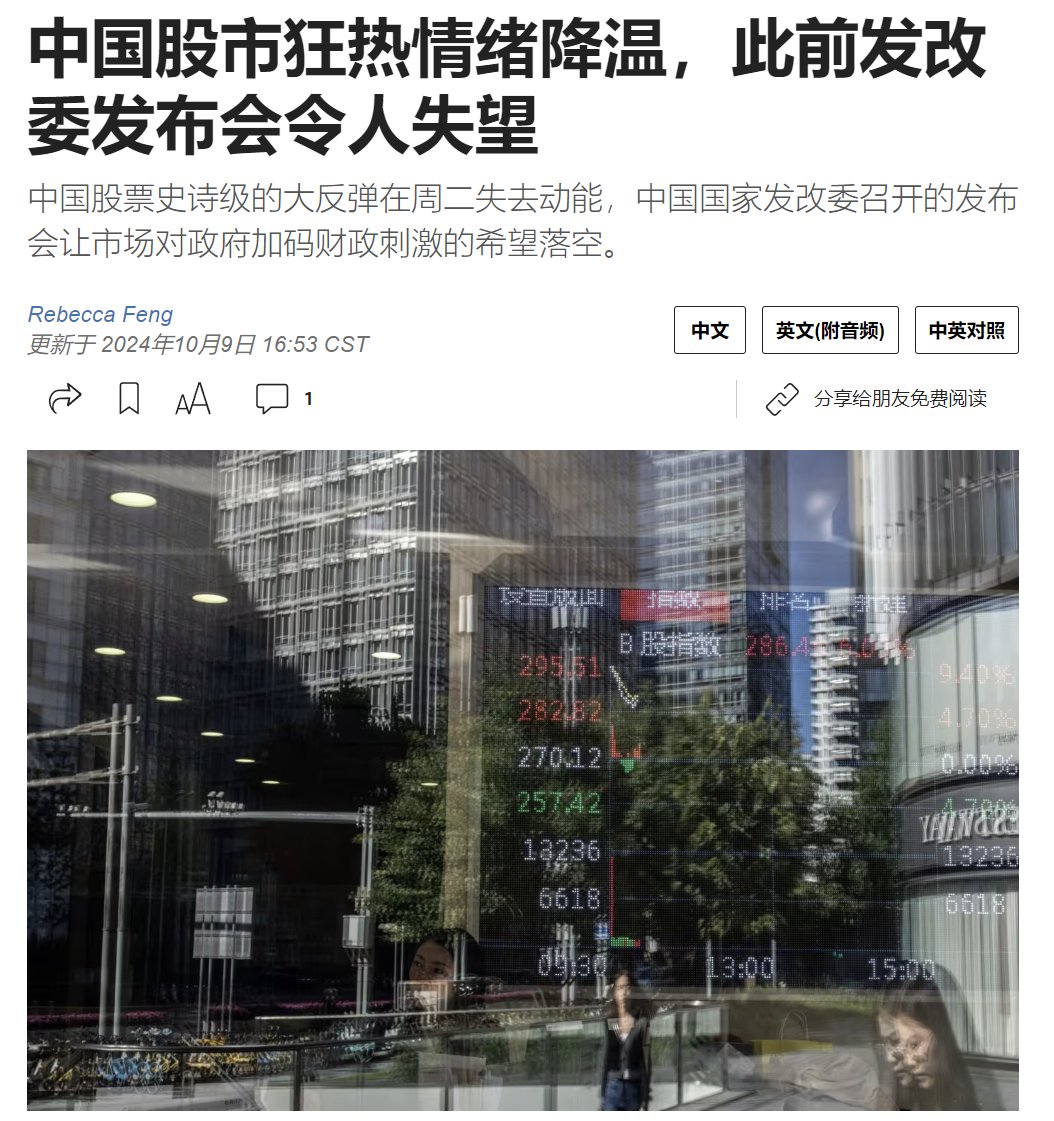 中国股市狂热情绪降温，此前发改
委发布会令人失望
中国股票史诗级的大反弹在周二失去动能，中国国家发改委召开的发布
会让市场对政府加码财政刺激的希望落空。
Rebecca Feng
更新于 2024年10月9日 16:53 CST
中文
英文(附音频)
中英对照
1
分享给朋友免费阅读
指数 排名
B 股指数 286.4
295.51 9.40%
282.82 4.70%
270.12 0.00%
257.42 4.70%
13236 13236
6618 6618
09:30 13:00 15:00